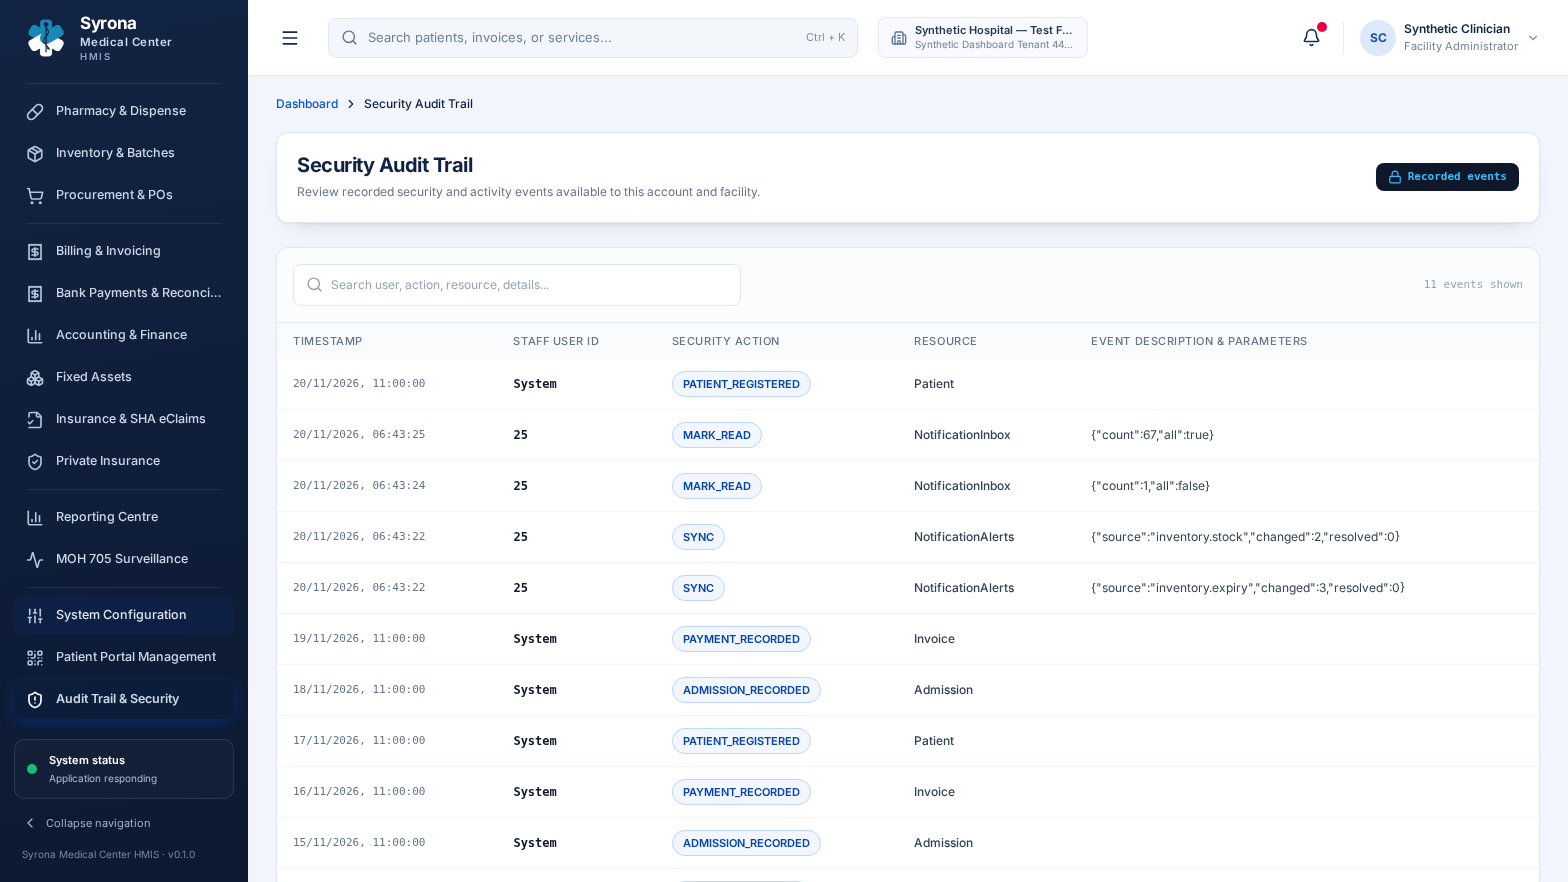 Syrona
Medical Center
HMIS
Pharmacy & Dispense
Inventory & Batches
Procurement & POs
Billing & Invoicing
Bank Payments & Reconci...
Accounting & Finance
Fixed Assets
Insurance & SHA eClaims
Private Insurance
Reporting Centre
MOH 705 Surveillance
System Configuration
Patient Portal Management
Audit Trail & Security
System status
Application responding
Collapse navigation
Syrona Medical Center HMIS · v0.1.0
Search patients, invoices, or services... Ctrl + K
Synthetic Hospital — Test F...
Synthetic Dashboard Tenant 44...
SC
Synthetic Clinician
Facility Administrator
Dashboard > Security Audit Trail
Security Audit Trail
Review recorded security and activity events available to this account and facility.
Recorded events
Search user, action, resource, details...
11 events shown
TIMESTAMP STAFF USER ID SECURITY ACTION RESOURCE EVENT DESCRIPTION & PARAMETERS
20/11/2026, 11:00:00 System PATIENT_REGISTERED Patient
20/11/2026, 06:43:25 25 MARK_READ NotificationInbox {"count":67,"all":true}
20/11/2026, 06:43:24 25 MARK_READ NotificationInbox {"count":1,"all":false}
20/11/2026, 06:43:22 25 SYNC NotificationAlerts {"source":"inventory.stock","changed":2,"resolved":0}
20/11/2026, 06:43:22 25 SYNC NotificationAlerts {"source":"inventory.expiry","changed":3,"resolved":0}
19/11/2026, 11:00:00 System PAYMENT_RECORDED Invoice
18/11/2026, 11:00:00 System ADMISSION_RECORDED Admission
17/11/2026, 11:00:00 System PATIENT_REGISTERED Patient
16/11/2026, 11:00:00 System PAYMENT_RECORDED Invoice
15/11/2026, 11:00:00 System ADMISSION_RECORDED Admission